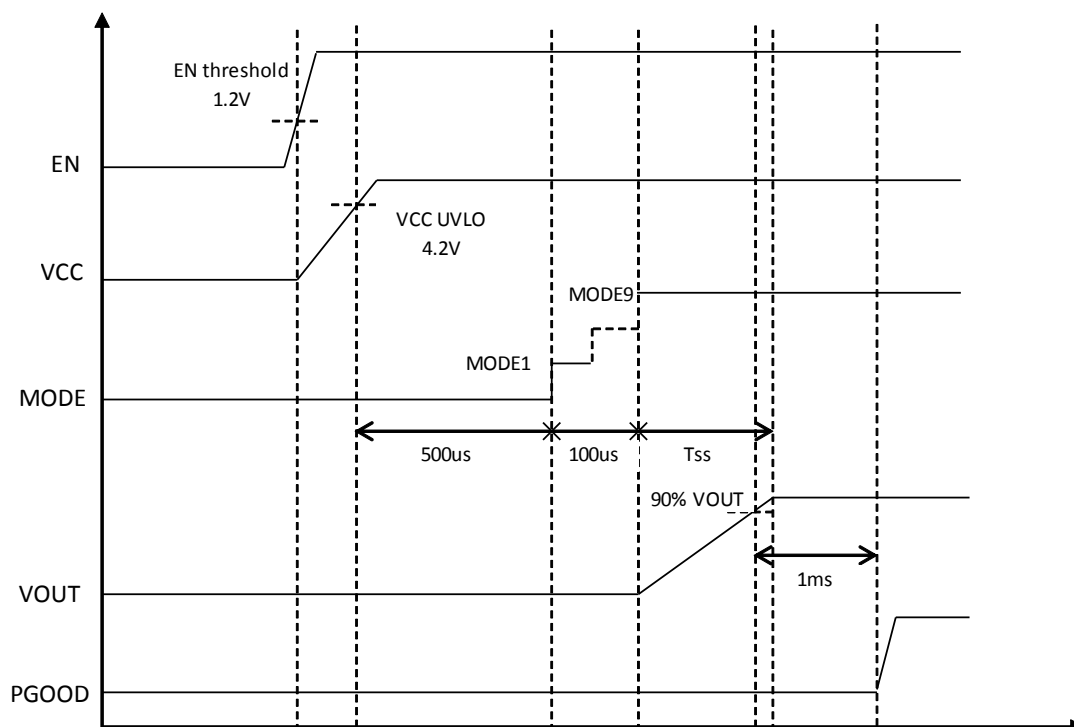 EN threshold
1.2V
EN
VCC UVLO
4.2V
VCC
MODE9
MODE1
MODE
500us
100us
Tss
90% VOUT
1ms
VOUT
PGOOD